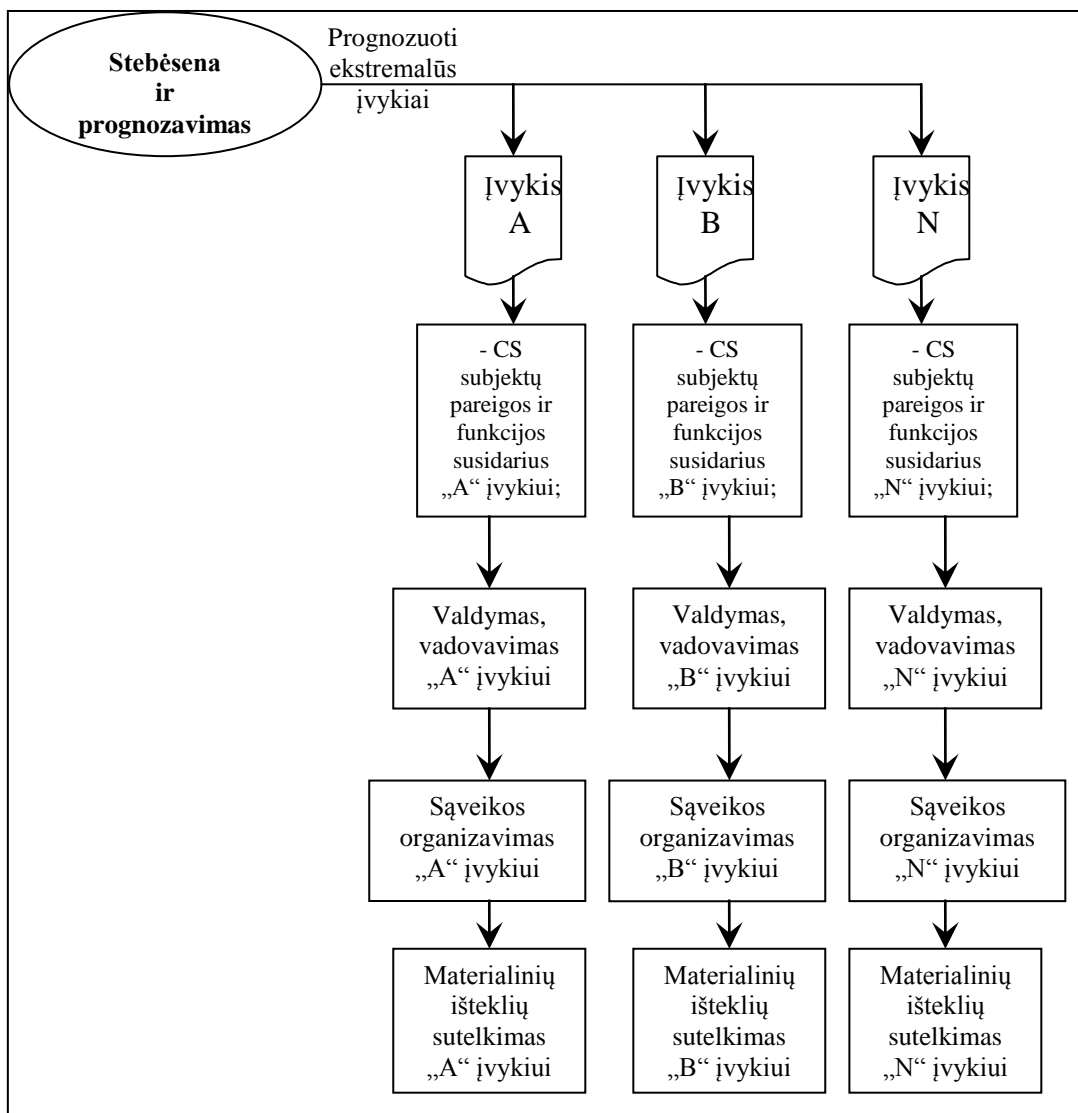 Stebėsena
ir
prognozavimas
Prognozuoti
ekstremalūs
įvykiai
Įvykis
A
Įvykis
B
Įvykis
N
- CS
subjektų
pareigos ir
funkcijos
susidarius
„A“ įvykiui;
- CS
subjektų
pareigos ir
funkcijos
susidarius
„B“ įvykiui;
- CS
subjektų
pareigos ir
funkcijos
susidarius
„N“ įvykiui;
Valdymas,
vadovavimas
„A“ įvykiui
Valdymas,
vadovavimas
„B“ įvykiui
Valdymas,
vadovavimas
„N“ įvykiui
Sąveikos
organizavimas
„A“ įvykiui
Sąveikos
organizavimas
„B“ įvykiui
Sąveikos
organizavimas
„N“ įvykiui
Materialinių
išteklių
sutelkimas
„A“ įvykiui
Materialinių
išteklių
sutelkimas
„B“ įvykiui
Materialinių
išteklių
sutelkimas
„N“ įvykiui